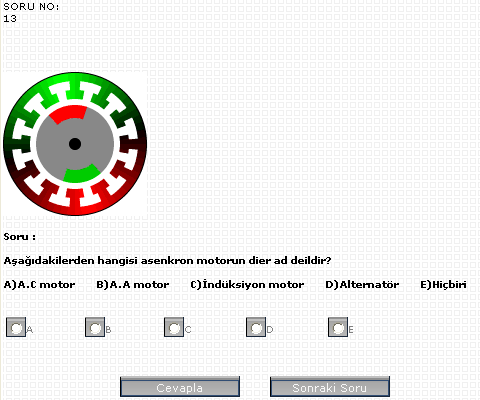 SORU NO:
13
Soru :
Aşağıdakilerden hangisi asenkron motorun dier ad deildir?
A)A.C motor B)A.A motor C)İndüksiyon motor D)Alternatör E)Hiçbiri
A B C D E
Cevapla Sonraki Soru